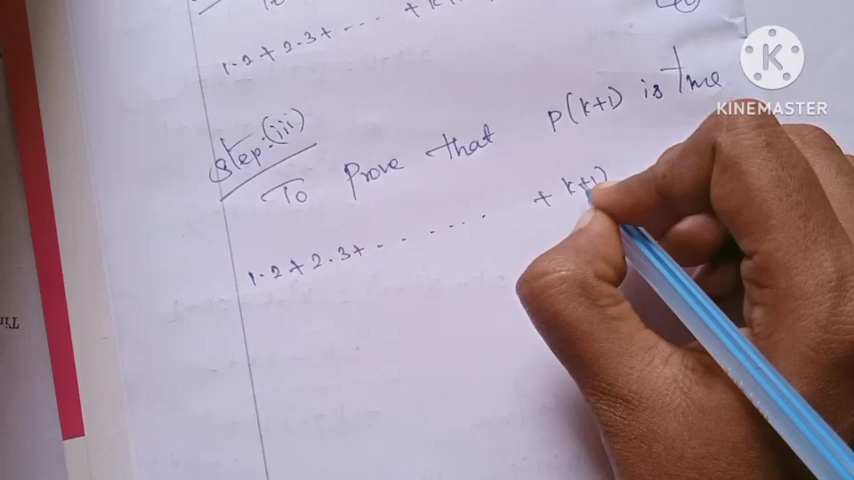 1.2+2.3+... +k
Step:(iii)
To prove that P(k+1) is True
1.2+2.3+......... + k+1)
K
KINEMASTER